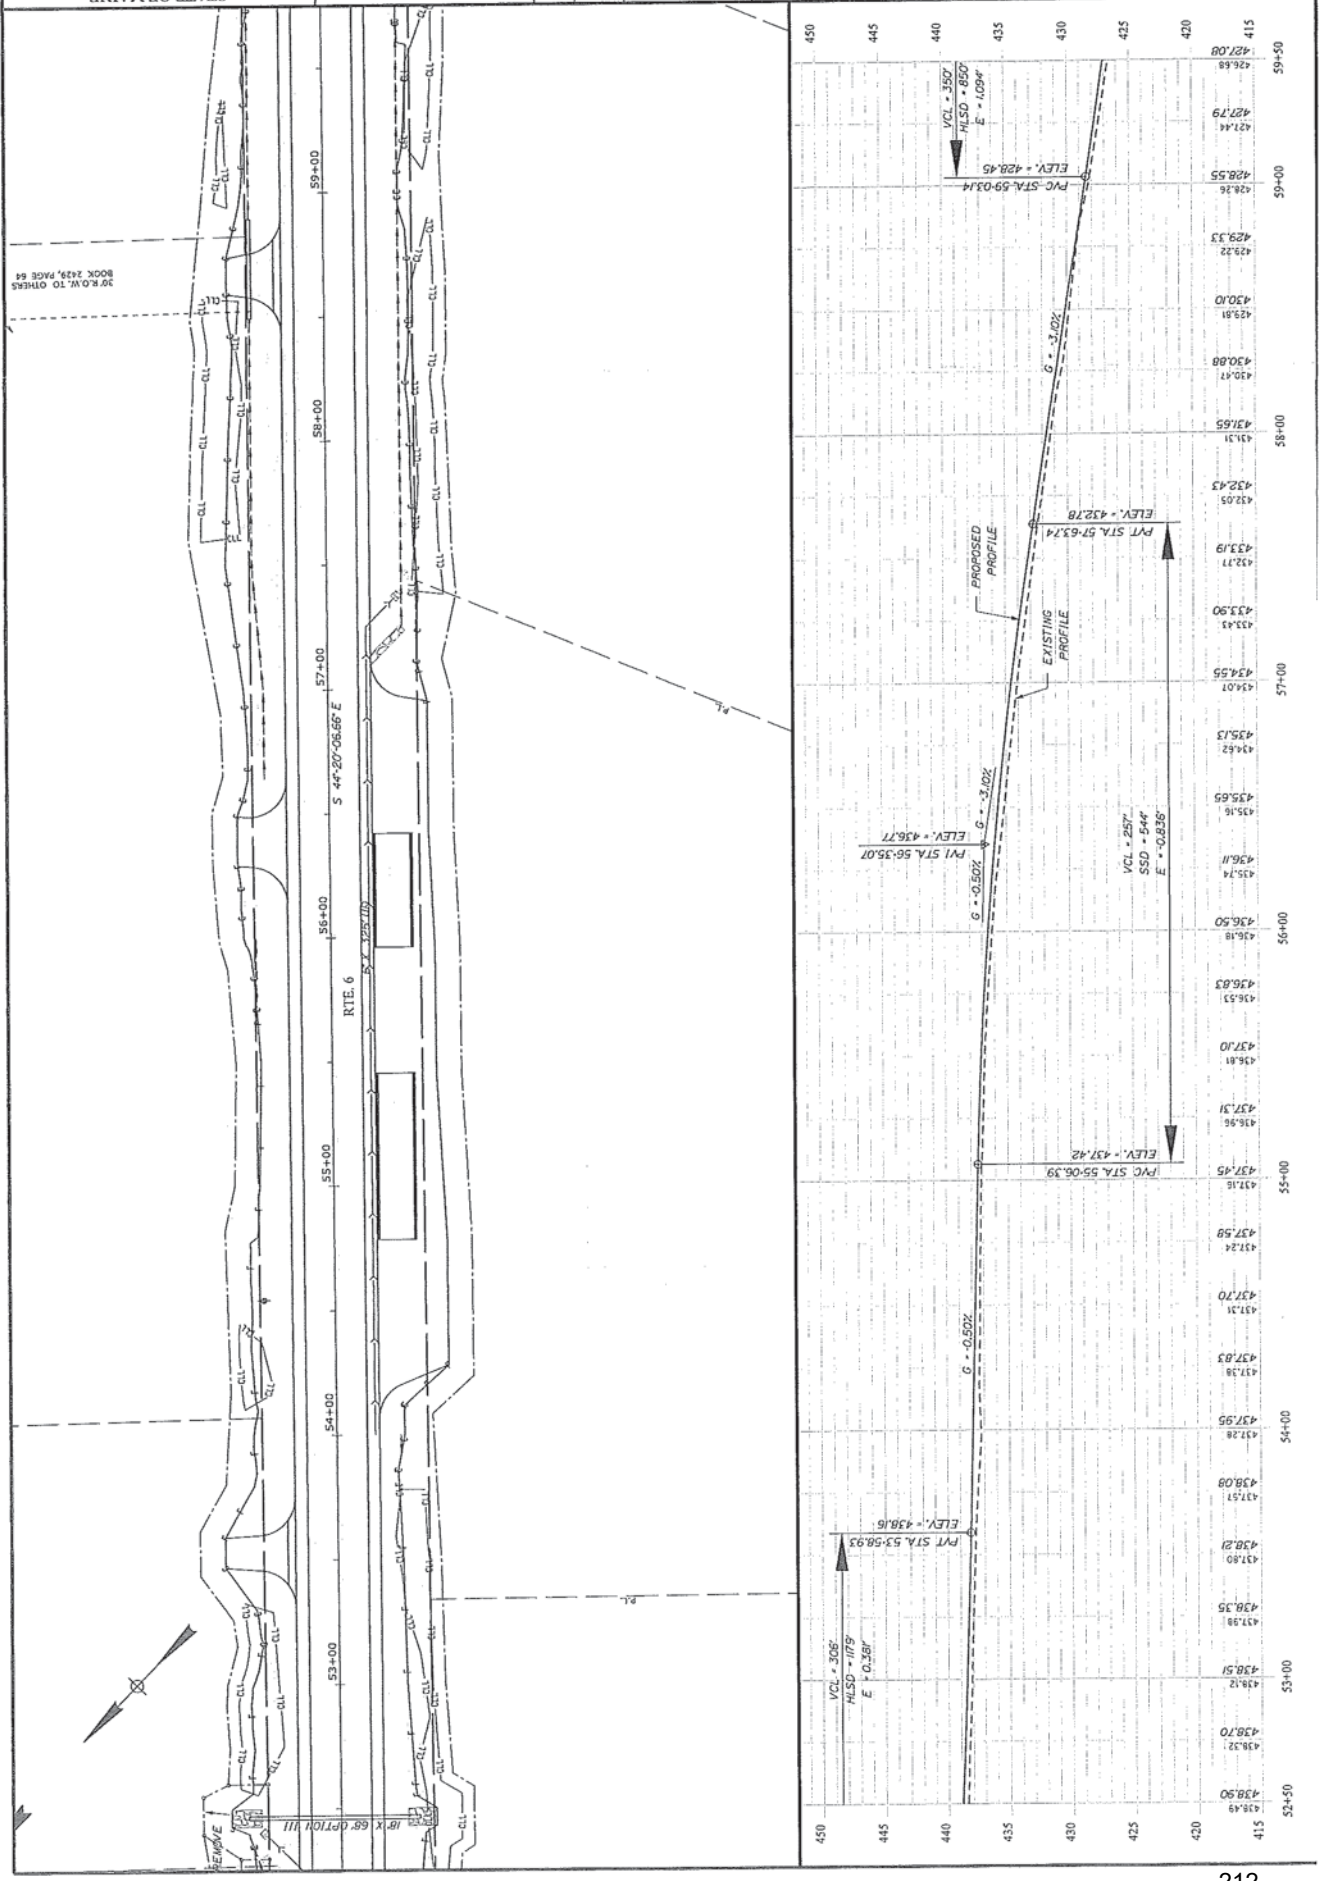 30' R.O.W. TO OTHERS
BOOK 2429, PAGE 64
59+00
58+00
57+00
S 44°-20'-06.66" E
56+00
RTE. 6
55+00
54+00
53+00
18" X 68' OPTION III
REMOVE
P.L.
P.L.
450
445
440
435
430
425
420
415
VCL = 350'
HLSD = 850'
E = 1.094'
PVC STA. 59+03.14
ELEV. = 428.45
G = -3.10%
PVT STA. 57+63.74
ELEV. = 432.78
PROPOSED
PROFILE
EXISTING
PROFILE
G = -3.10%
PVI STA. 56+35.07
ELEV. = 436.77
G = -0.50%
VCL = 257'
SSD = 544'
E = -0.836'
PVC STA. 55+06.39
ELEV. = 437.42
G = -0.50%
PVT STA. 53+58.93
ELEV. = 438.16
VCL = 306'
HLSD = 1179'
E = 0.381'
59+50
427.08
426.68
427.79
427.44
59+00
428.55
428.26
429.33
429.22
430.10
429.81
430.88
430.47
58+00
431.65
431.31
432.43
432.05
433.19
432.77
433.90
433.43
57+00
434.55
434.07
435.13
434.62
435.65
435.16
436.11
435.74
56+00
436.50
436.18
436.83
436.53
437.10
436.81
437.31
436.96
55+00
437.45
437.16
437.58
437.24
437.70
437.31
437.83
437.38
54+00
437.95
437.28
438.08
437.57
438.21
437.80
438.35
437.98
53+00
438.51
438.12
438.70
438.32
52+50
438.90
438.49
450
445
440
435
430
425
420
415